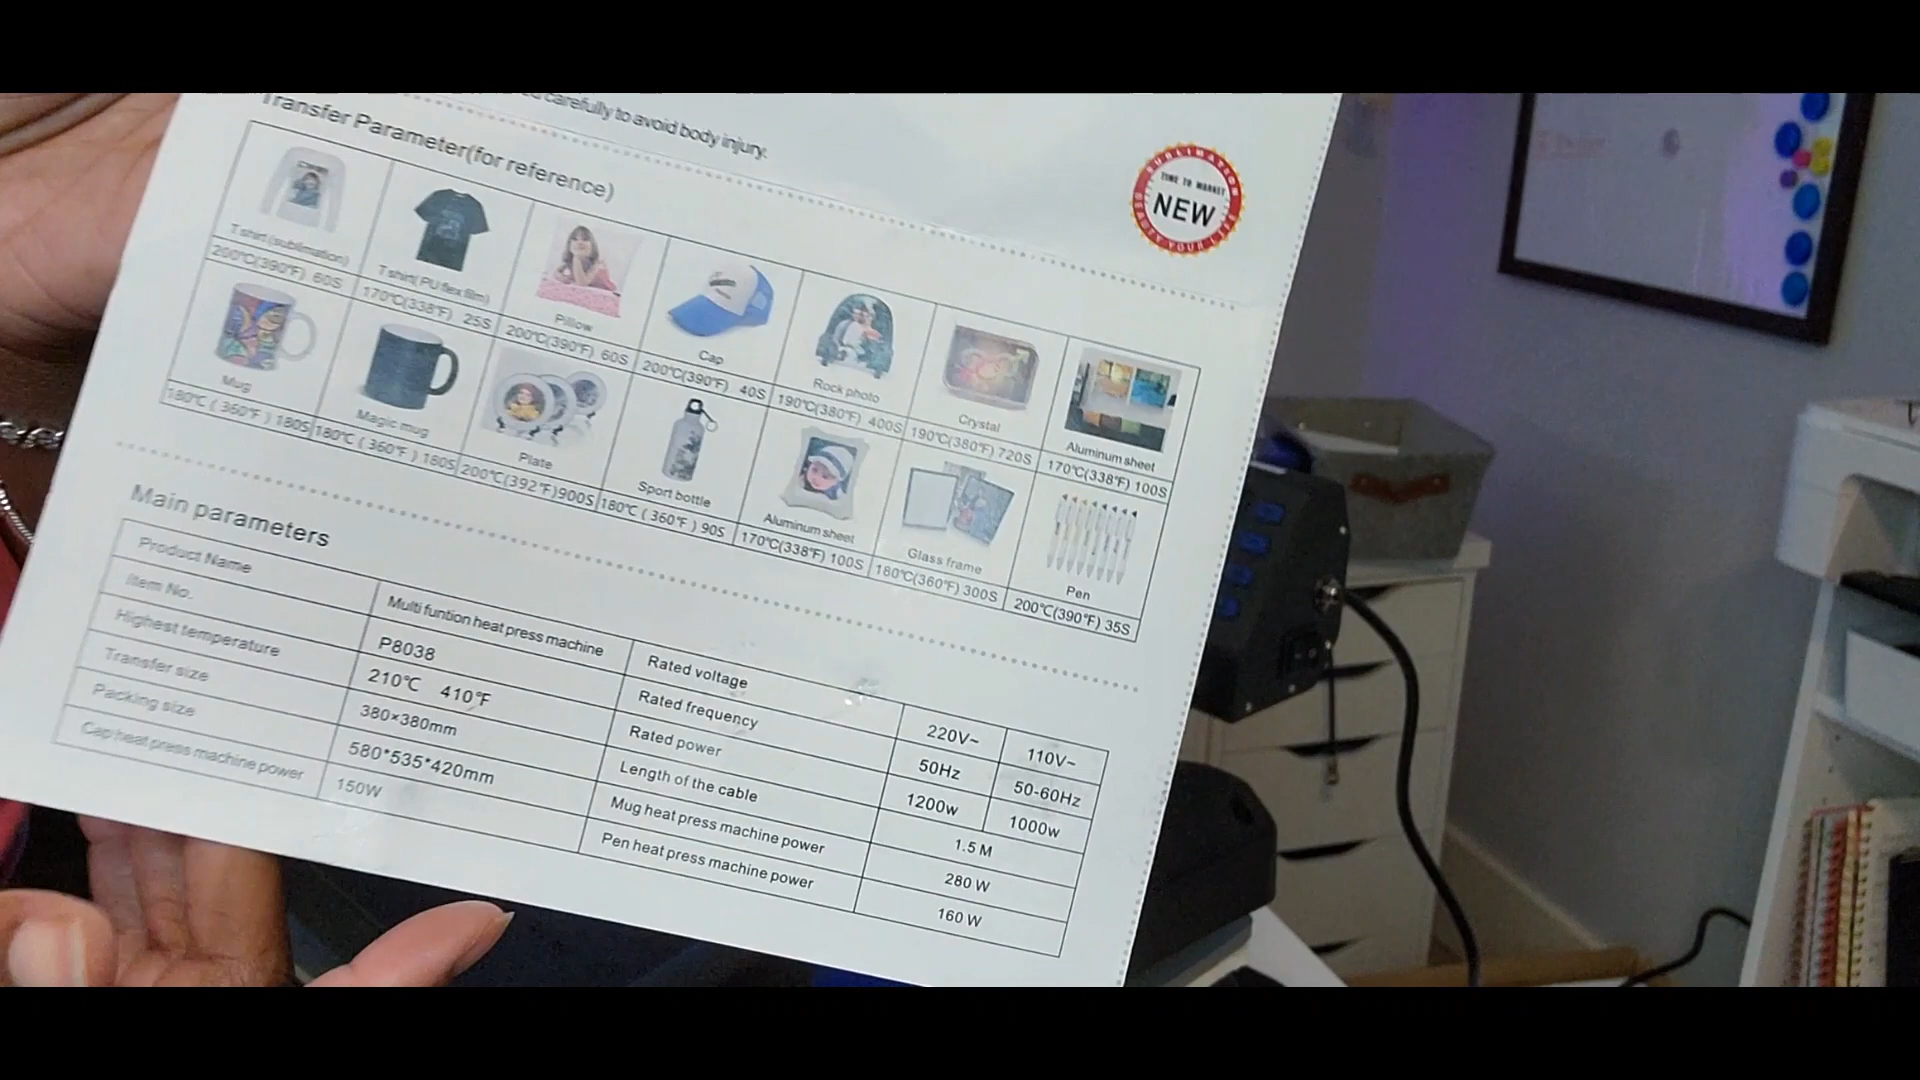 carefully to avoid body injury.
Transfer Parameter(for reference)
SUBLIMATION
TIME TO MARKET
NEW
BEAUTY YOUR LIFE
T shirt (sublimation)
200℃(390℉) 60S
T shirt( PU flex film)
170℃(338℉) 25S
Pillow
200℃(390℉) 60S
Cap
200℃(390℉) 40S
Rock photo
190℃(380℉) 400S
Crystal
190℃(380℉) 720S
Aluminum sheet
170℃(338℉) 100S
Mug
180℃ ( 360℉ ) 180S
Magic mug
180℃ ( 360℉ ) 180S
Plate
200℃(392℉)900S
Sport bottle
180℃ ( 360℉ ) 90S
Aluminum sheet
170℃(338℉) 100S
Glass frame
180℃(360℉) 300S
Pen
200℃(390℉) 35S
Main parameters
Product Name Multi funtion heat press machine Rated voltage 220V~ 110V~
Item No. P8038 Rated frequency 50Hz 50-60Hz
Highest temperature 210℃ 410℉ Rated power 1200w 1000w
Transfer size 380×380mm Length of the cable 1.5 M
Packing size 580*535*420mm Mug heat press machine power 280 W
Cap heat press machine power 150W Pen heat press machine power 160 W